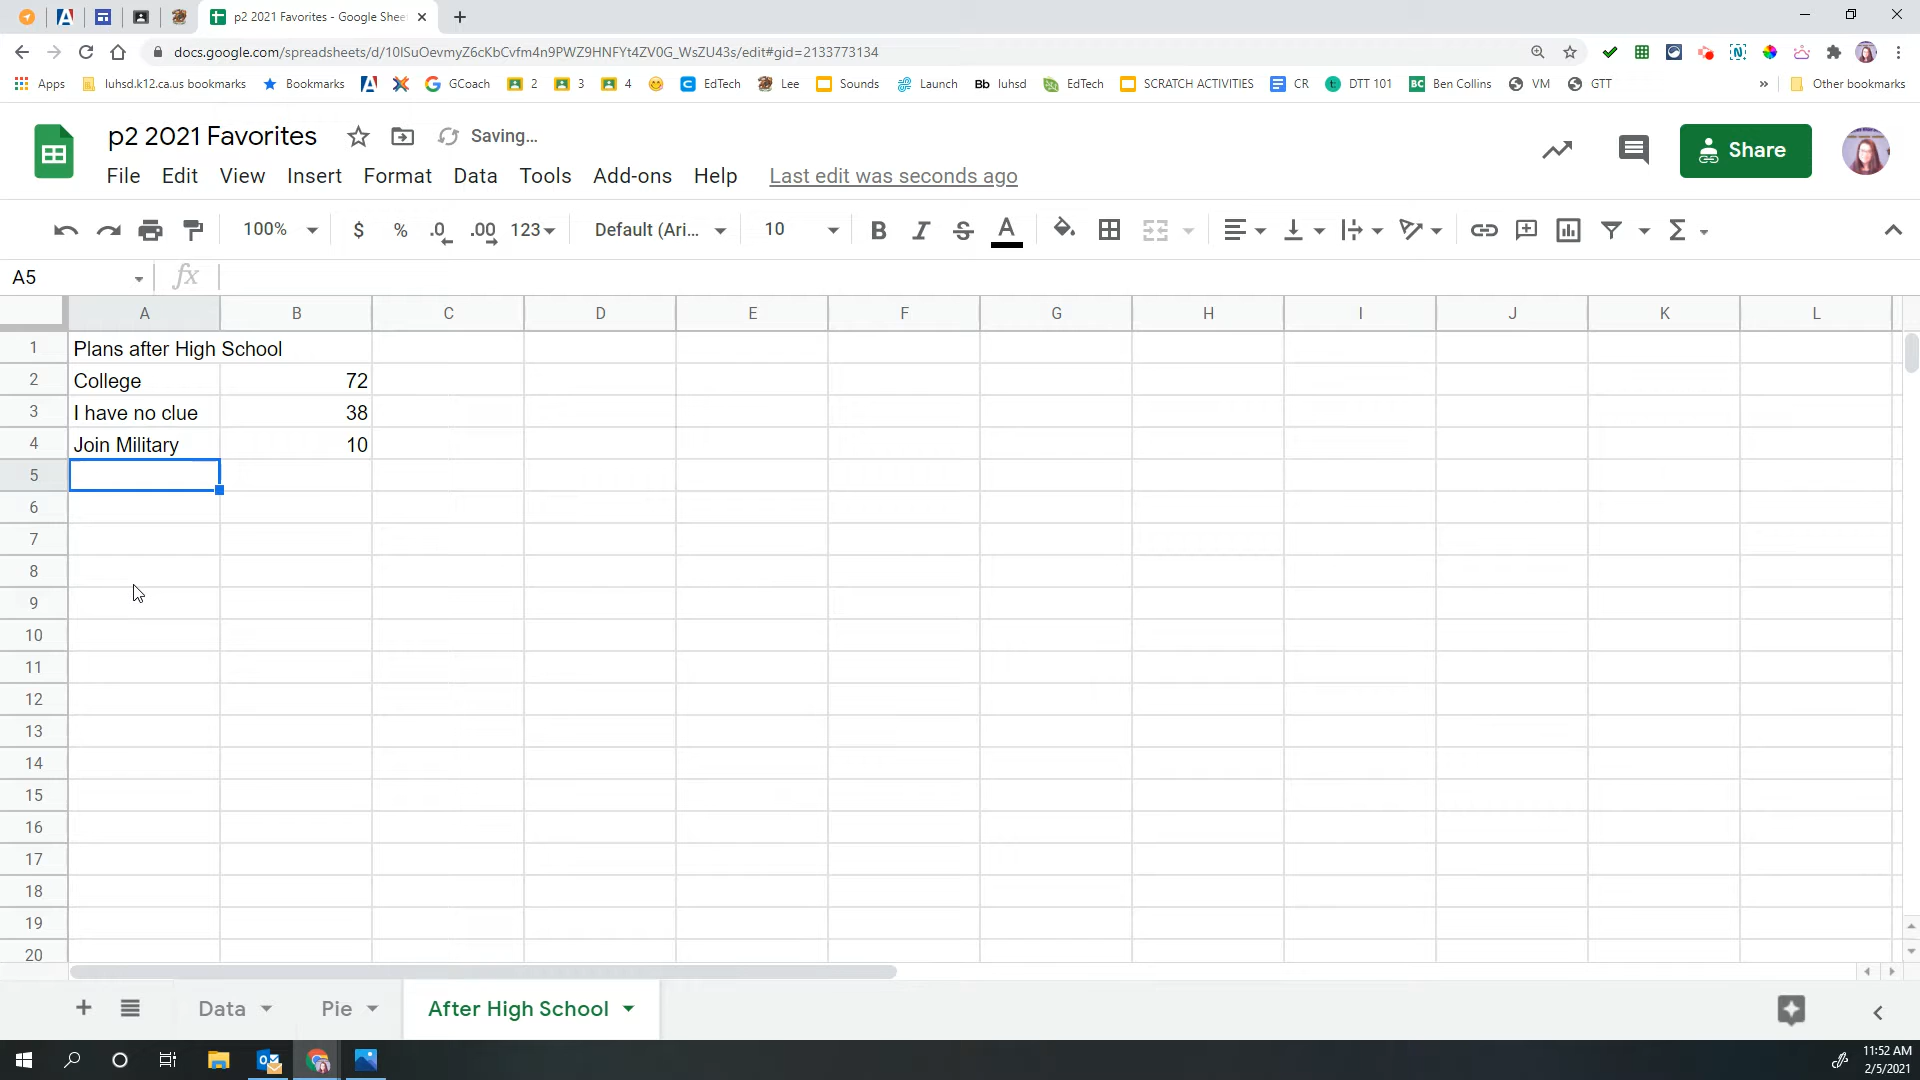 p2 2021 Favorites - Google Shee
docs.google.com/spreadsheets/d/10lSuOevmyZ6cKbCvfm4n9PWZ9HNFYt4ZV0G_WsZU43s/edit#gid=2133773134
Apps luhsd.k12.ca.us bookmarks Bookmarks GCoach 2 3 4 EdTech Lee Sounds Launch Bb luhsd EdTech SCRATCH ACTIVITIES CR DTT 101 BC Ben Collins VM GTT » Other bookmarks
p2 2021 Favorites Saving...
Share
File Edit View Insert Format Data Tools Add-ons Help Last edit was seconds ago
100% $ % .0 .00 123 Default (Ari... 10 B I S A
A5 fx
A B C D E F G H I J K L
1 Plans after High School
2 College 72
3 I have no clue 38
4 Join Military 10
5
6
7
8
9
10
11
12
13
14
15
16
17
18
19
20
Data Pie After High School
11:52 AM
2/5/2021